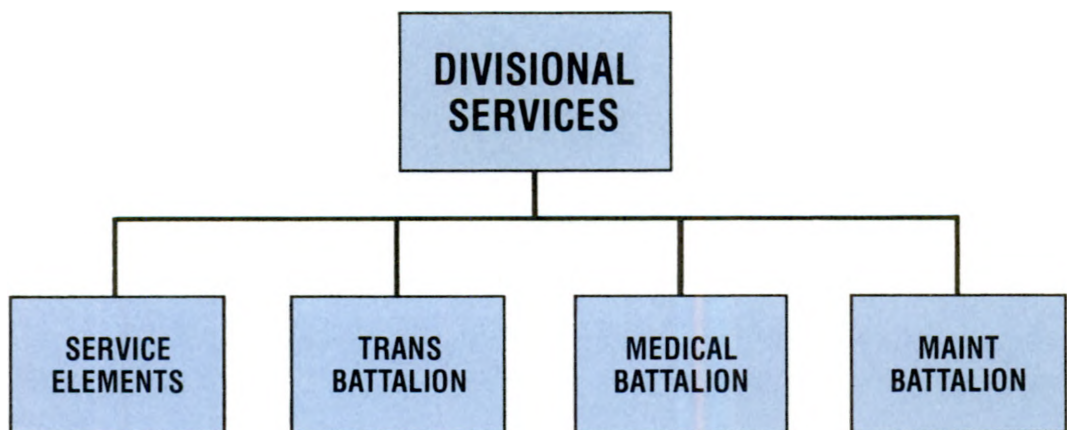 DIVISIONAL
SERVICES
SERVICE
ELEMENTS
TRANS
BATTALION
MEDICAL
BATTALION
MAINT
BATTALION